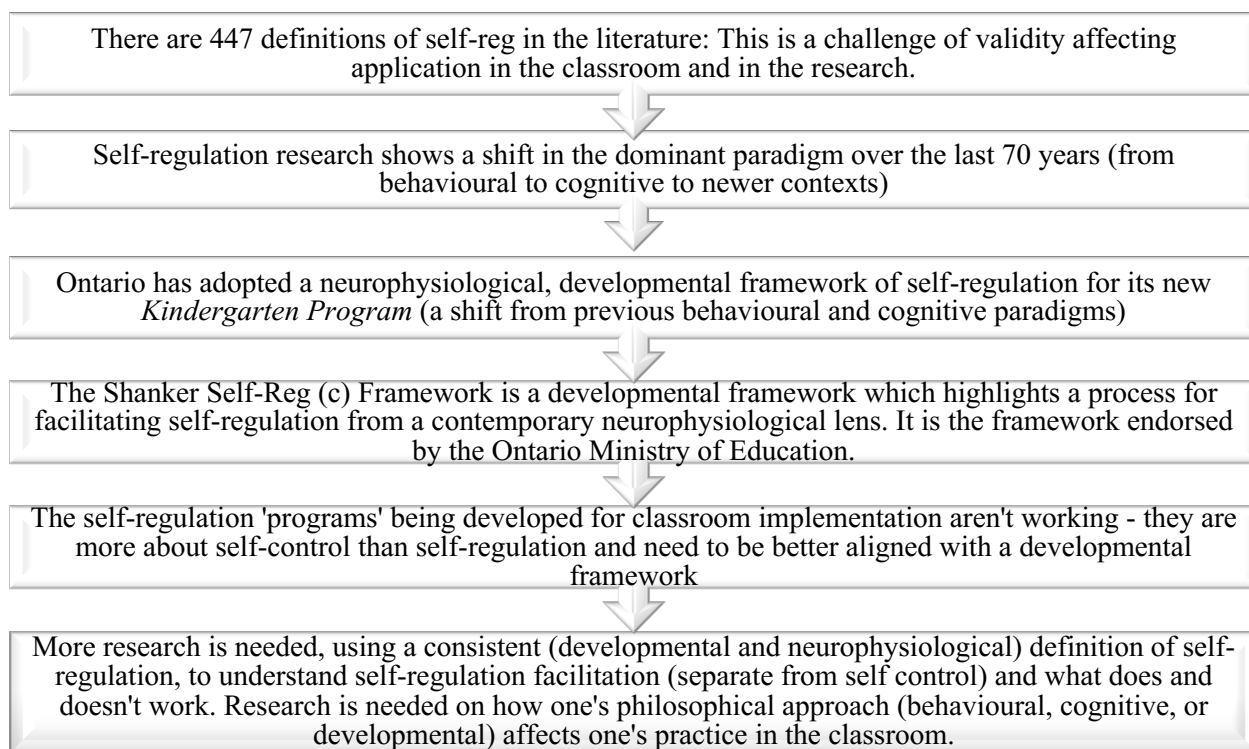 There are 447 definitions of self-reg in the literature: This is a challenge of validity affecting
application in the classroom and in the research.
Self-regulation research shows a shift in the dominant paradigm over the last 70 years (from
behavioural to cognitive to newer contexts)
Ontario has adopted a neurophysiological, developmental framework of self-regulation for its new
Kindergarten Program (a shift from previous behavioural and cognitive paradigms)
The Shanker Self-Reg (c) Framework is a developmental framework which highlights a process for
facilitating self-regulation from a contemporary neurophysiological lens. It is the framework endorsed
by the Ontario Ministry of Education.
The self-regulation 'programs' being developed for classroom implementation aren't working - they are
more about self-control than self-regulation and need to be better aligned with a developmental
framework
More research is needed, using a consistent (developmental and neurophysiological) definition of self-
regulation, to understand self-regulation facilitation (separate from self control) and what does and
doesn't work. Research is needed on how one's philosophical approach (behavioural, cognitive, or
developmental) affects one's practice in the classroom.